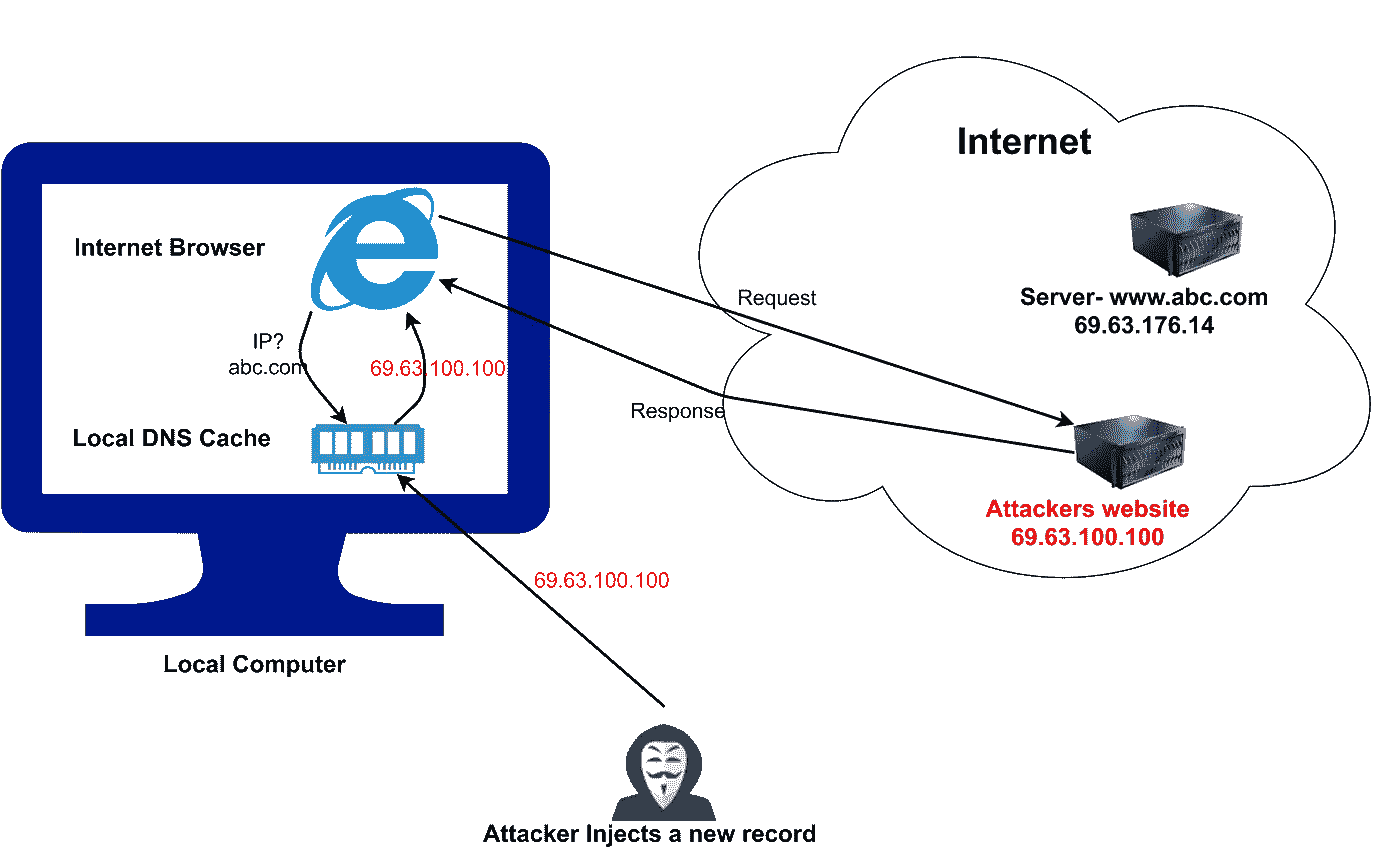 Internet
Internet Browser
Server- www.abc.com
69.63.176.14
Request
IP?
abc.com
69.63.100.100
Response
Local DNS Cache
Attackers website
69.63.100.100
69.63.100.100
Local Computer
Attacker Injects a new record